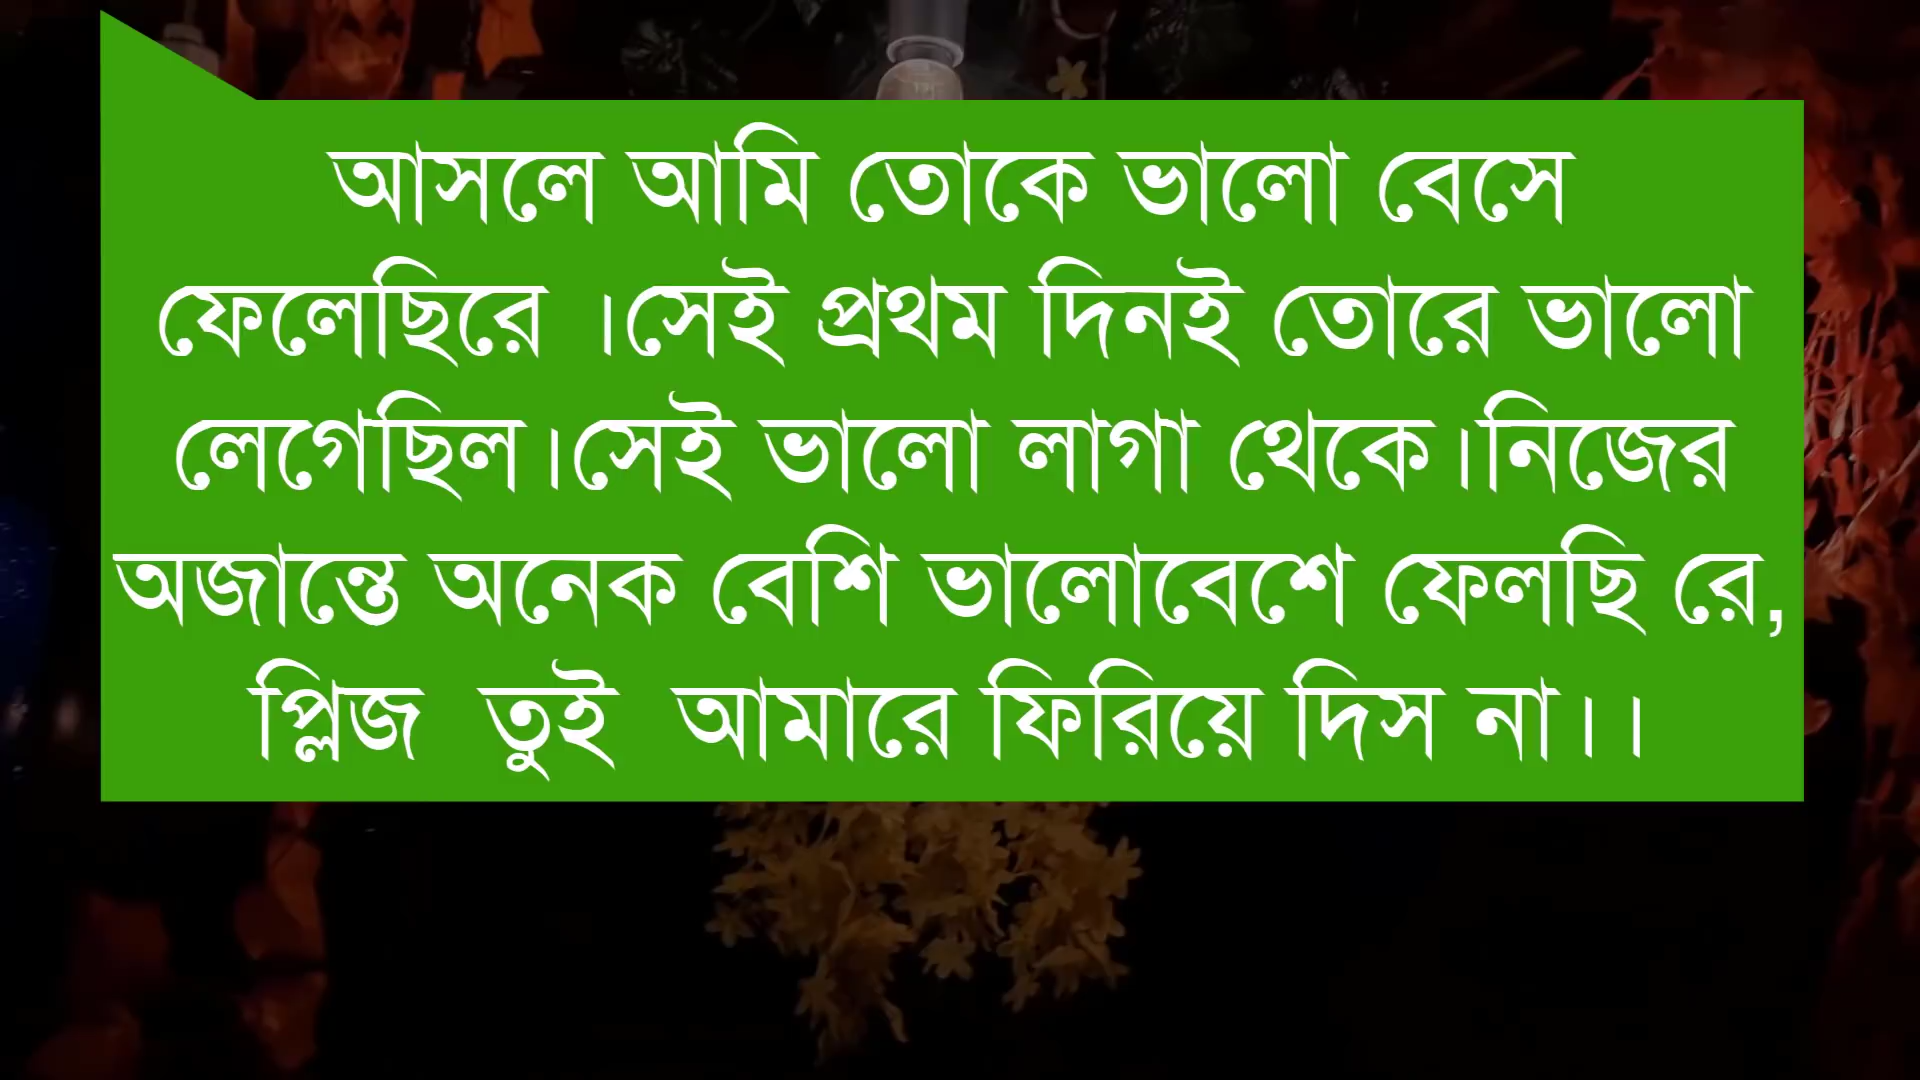 আসলে আমি তোকে ভালো বেসে
ফেলেছিরে ।সেই প্রথম দিনই তোরে ভালো
লেগেছিল।সেই ভালো লাগা থেকে।নিজের
অজান্তে অনেক বেশি ভালোবেশে ফেলছি রে,
প্লিজ তুই আমারে ফিরিয়ে দিস না।।